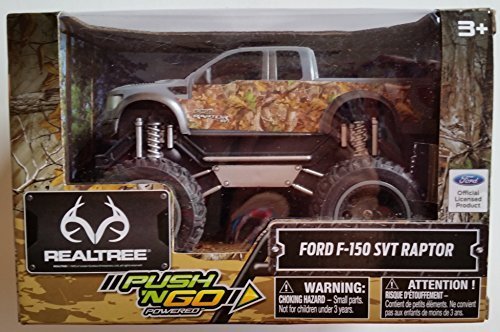 3+
RAPTOR
Ford
Official
Licensed
Product
REALTREE
FORD F-150 SVT RAPTOR
PUSH
'N GO
POWERED
WARNING:
CHOKING HAZARD – Small parts.
Not for children under 3 years.
ATTENTION !
RISQUE D'ÉTOUFFEMENT –
Contient de petits éléments. Ne convient
pas aux enfants de moins de 3 ans.